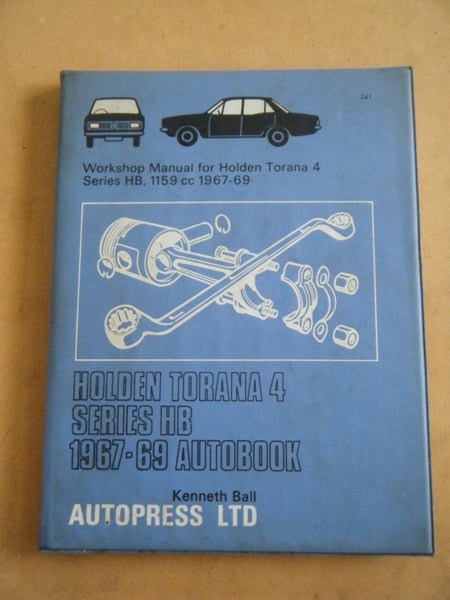 241
Workshop Manual for Holden Torana 4
Series HB, 1159 cc 1967-69
HOLDEN TORANA 4
SERIES HB
1967-69 AUTOBOOK
Kenneth Ball
AUTOPRESS LTD